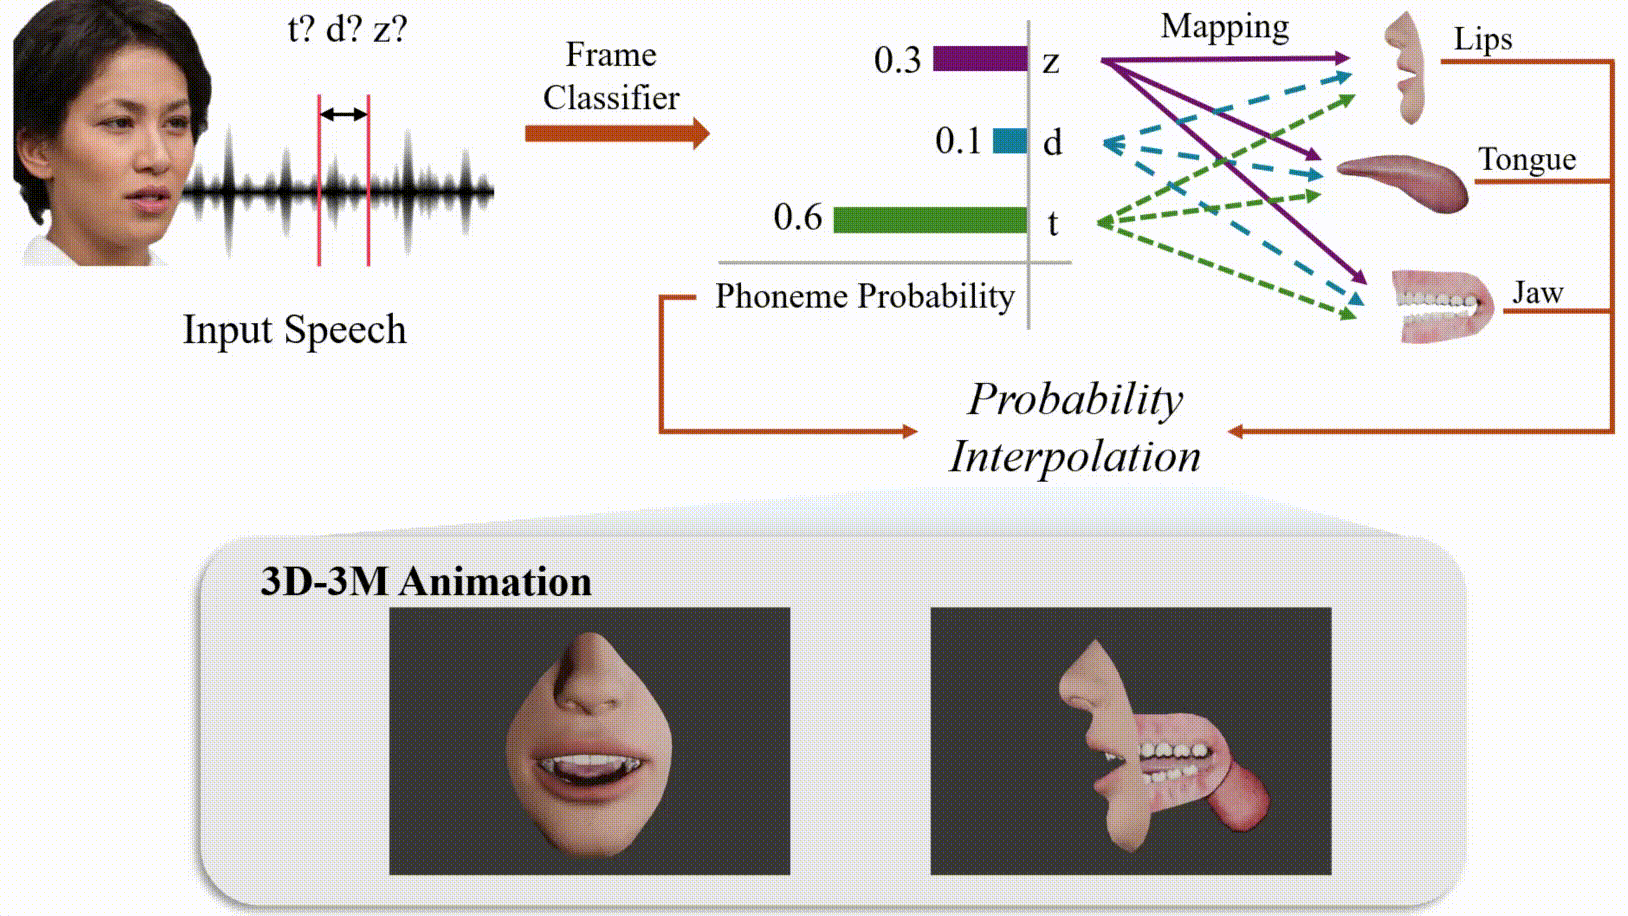 t? d? z?
Input Speech
Frame
Classifier
0.3
z
0.1
d
0.6
t
Phoneme Probability
Mapping
Lips
Tongue
Jaw
Probability
Interpolation
3D-3M Animation